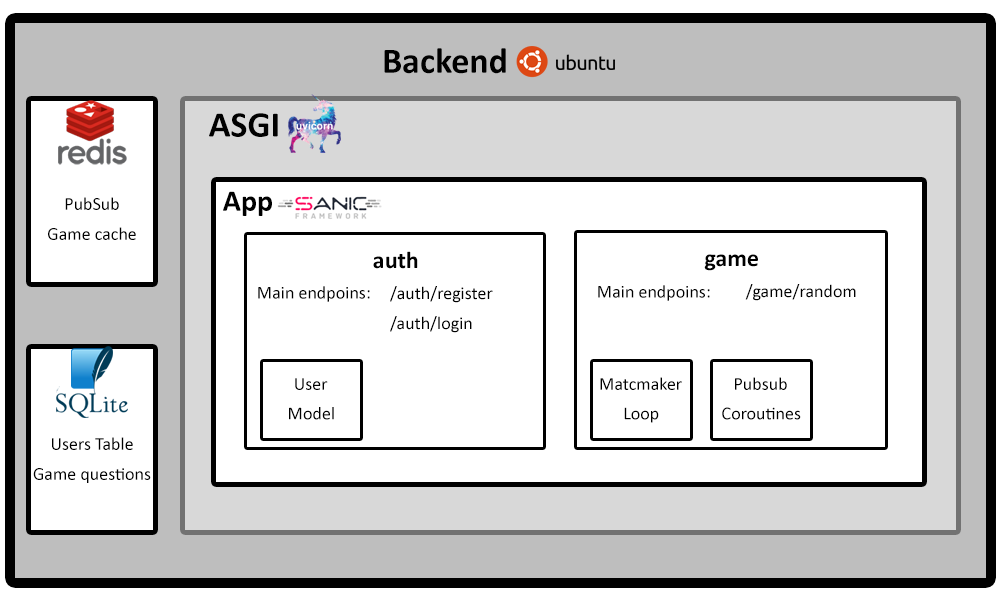 Backend ubuntu
redis
PubSub
Game cache
SQLite
Users Table
Game questions
ASGI uvicorn
App SANIC
FRAMEWORK
auth
Main endpoins: /auth/register
/auth/login
User
Model
game
Main endpoins: /game/random
Matcmaker
Loop
Pubsub
Coroutines